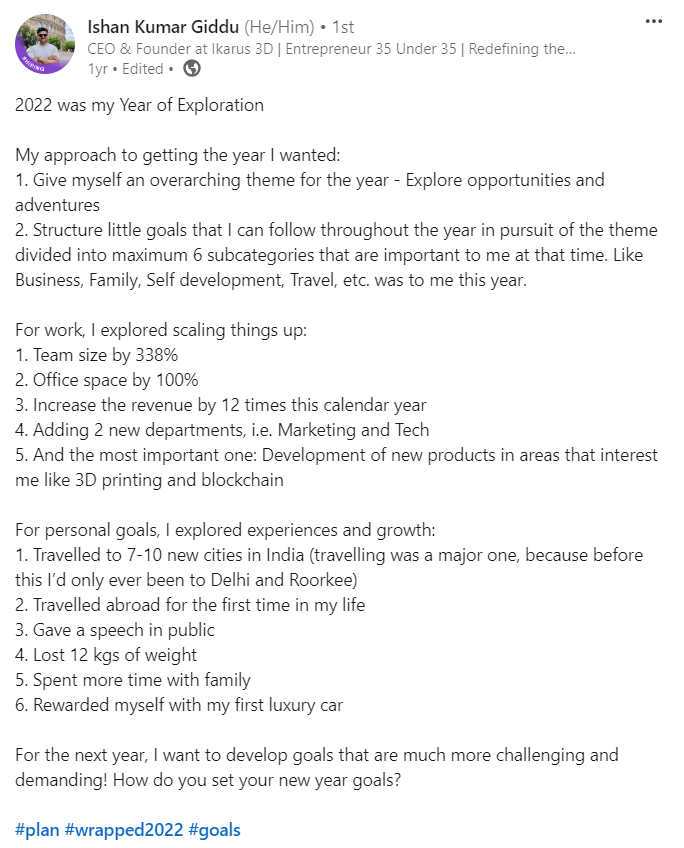 Ishan Kumar Giddu (He/Him) • 1st
CEO & Founder at Ikarus 3D | Entrepreneur 35 Under 35 | Redefining the...
1yr • Edited •
#HIRING
2022 was my Year of Exploration
My approach to getting the year I wanted:
1. Give myself an overarching theme for the year - Explore opportunities and
adventures
2. Structure little goals that I can follow throughout the year in pursuit of the theme
divided into maximum 6 subcategories that are important to me at that time. Like
Business, Family, Self development, Travel, etc. was to me this year.
For work, I explored scaling things up:
1. Team size by 338%
2. Office space by 100%
3. Increase the revenue by 12 times this calendar year
4. Adding 2 new departments, i.e. Marketing and Tech
5. And the most important one: Development of new products in areas that interest
me like 3D printing and blockchain
For personal goals, I explored experiences and growth:
1. Travelled to 7-10 new cities in India (travelling was a major one, because before
this I'd only ever been to Delhi and Roorkee)
2. Travelled abroad for the first time in my life
3. Gave a speech in public
4. Lost 12 kgs of weight
5. Spent more time with family
6. Rewarded myself with my first luxury car
For the next year, I want to develop goals that are much more challenging and
demanding! How do you set your new year goals?
#plan #wrapped2022 #goals